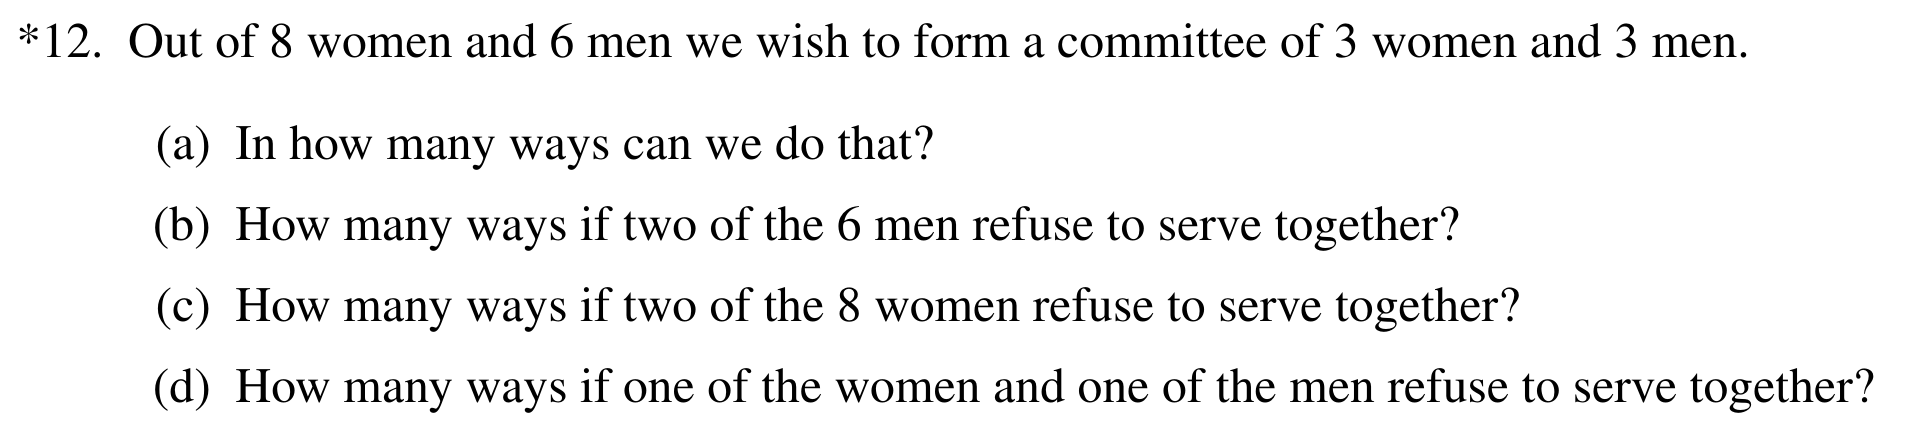 *12. Out of 8 women and 6 men we wish to form a committee of 3 women and 3 men.
(a) In how many ways can we do that?
(b) How many ways if two of the 6 men refuse to serve together?
(c) How many ways if two of the 8 women refuse to serve together?
(d) How many ways if one of the women and one of the men refuse to serve together?